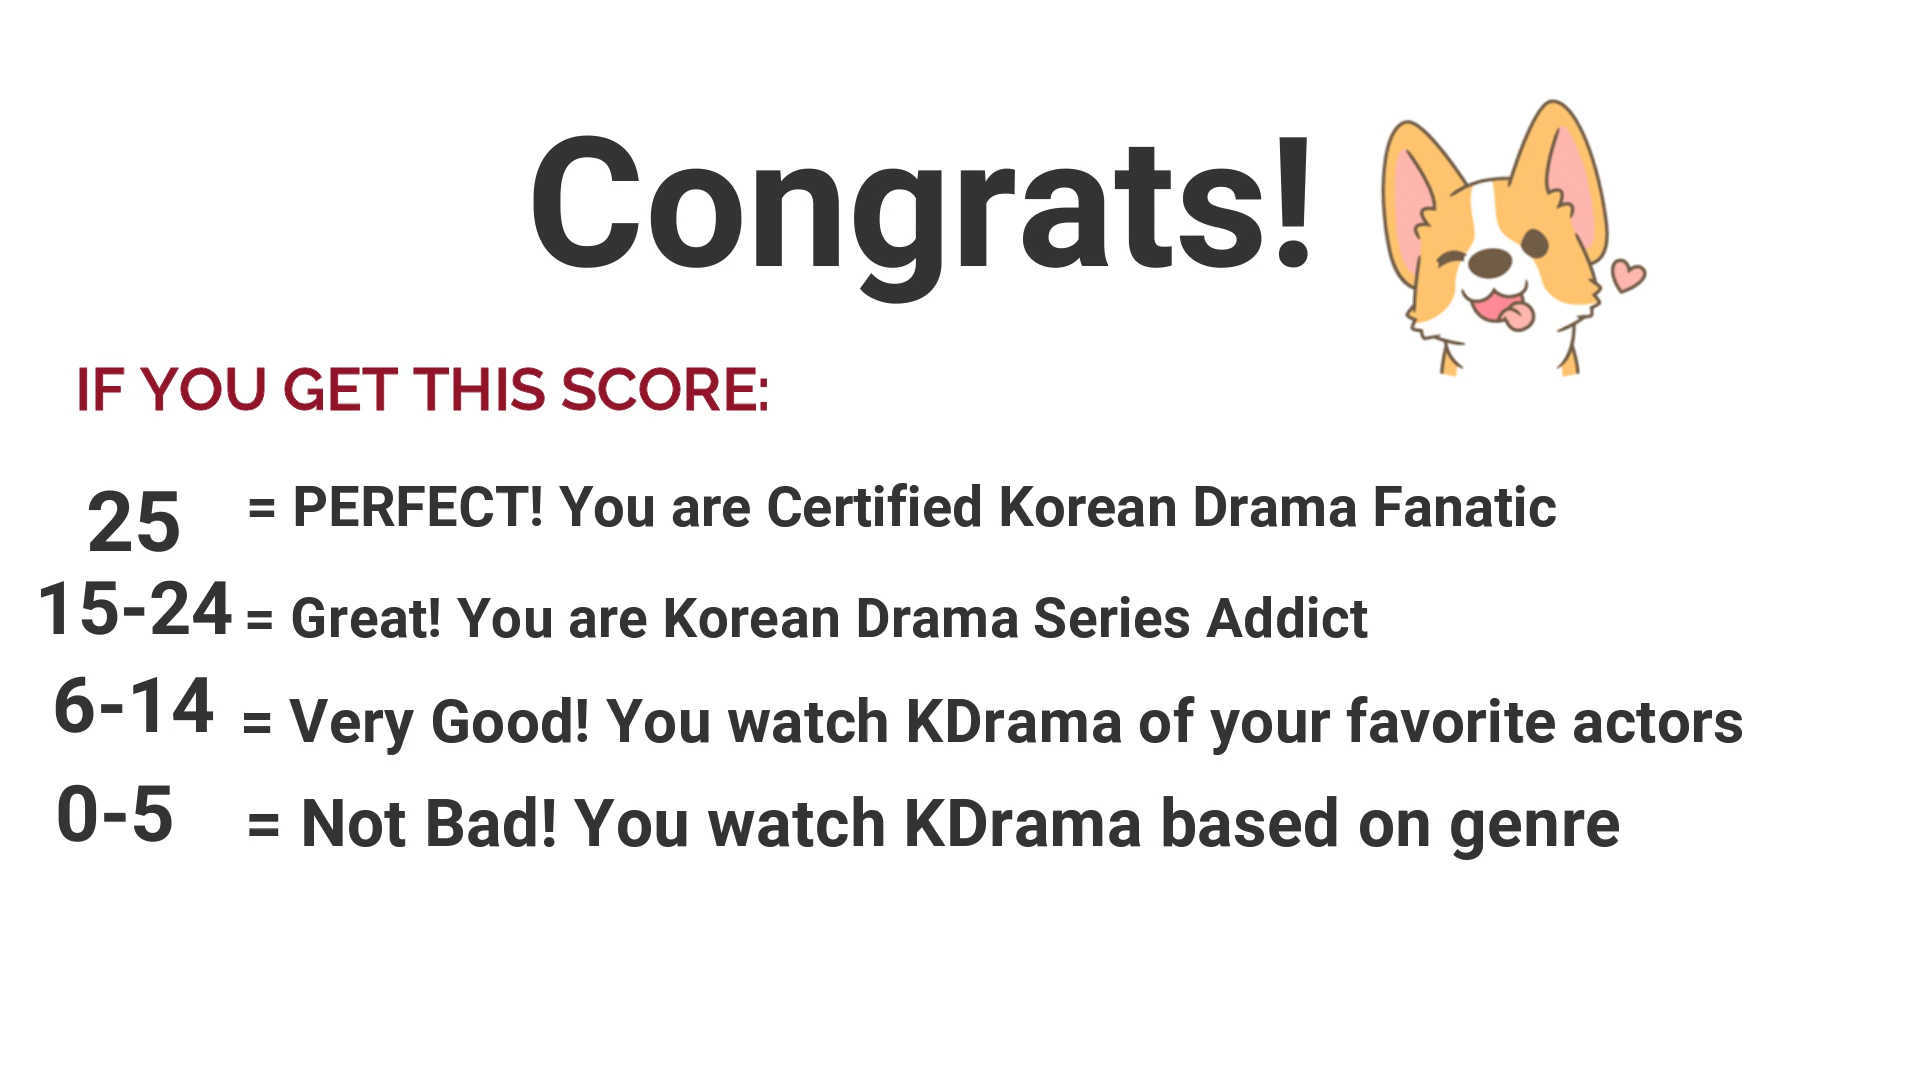 Congrats!
IF YOU GET THIS SCORE:
25 = PERFECT! You are Certified Korean Drama Fanatic
15-24 = Great! You are Korean Drama Series Addict
6-14 = Very Good! You watch KDrama of your favorite actors
0-5 = Not Bad! You watch KDrama based on genre